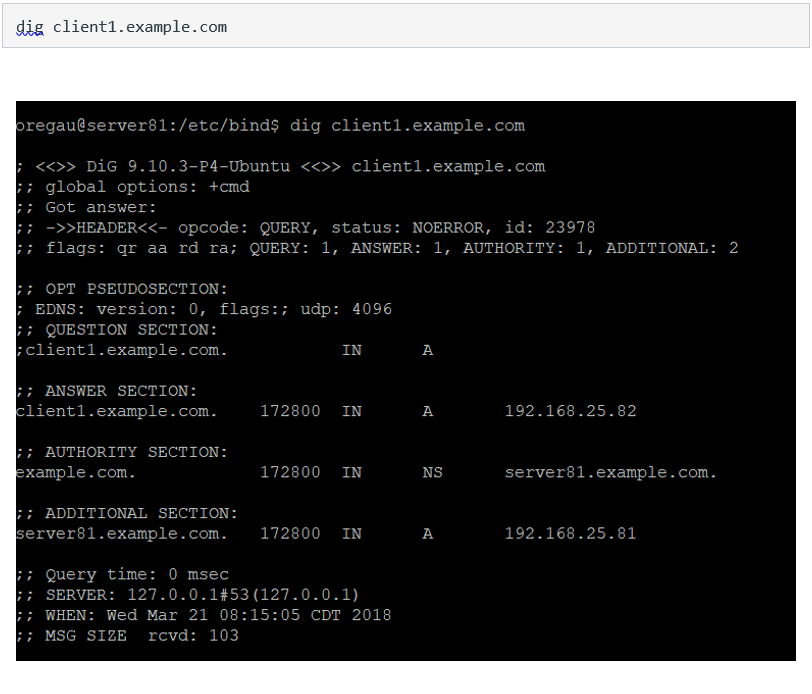 dig client1.example.com
oregau@server81:/etc/bind$ dig client1.example.com
; <<>> DiG 9.10.3-P4-Ubuntu <<>> client1.example.com
;; global options: +cmd
;; Got answer:
;; ->>HEADER<<- opcode: QUERY, status: NOERROR, id: 23978
;; flags: qr aa rd ra; QUERY: 1, ANSWER: 1, AUTHORITY: 1, ADDITIONAL: 2
;; OPT PSEUDOSECTION:
; EDNS: version: 0, flags:; udp: 4096
;; QUESTION SECTION:
;client1.example.com. IN A
;; ANSWER SECTION:
client1.example.com. 172800 IN A 192.168.25.82
;; AUTHORITY SECTION:
example.com. 172800 IN NS server81.example.com.
;; ADDITIONAL SECTION:
server81.example.com. 172800 IN A 192.168.25.81
;; Query time: 0 msec
;; SERVER: 127.0.0.1#53(127.0.0.1)
;; WHEN: Wed Mar 21 08:15:05 CDT 2018
;; MSG SIZE rcvd: 103